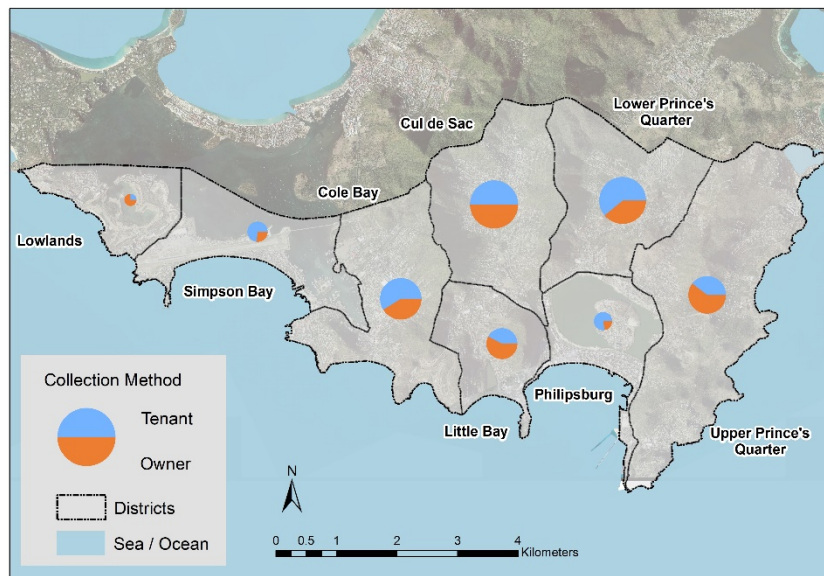 Lower Prince's
Quarter
Cul de Sac
Cole Bay
Lowlands
Simpson Bay
Philipsburg
Little Bay
Upper Prince's
Quarter
Collection Method
Tenant
Owner
Districts
Sea / Ocean
N
0 0.5 1 2 3 4
Kilometers